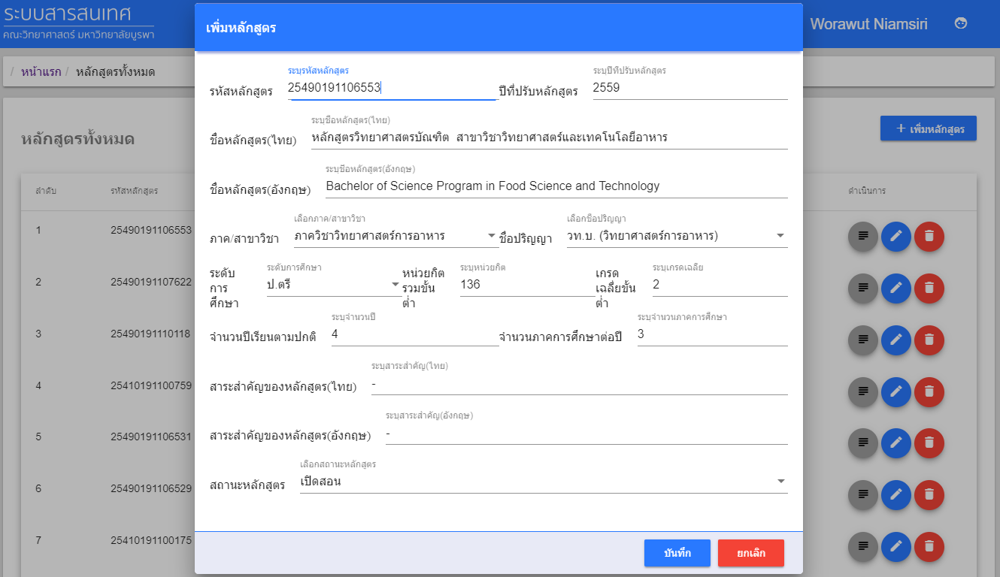 ระบบสารสนเทศ
คณะวิทยาศาสตร์ มหาวิทยาลัยบูรพา
Worawut Niamsiri
/ หน้าแรก / หลักสูตรทั้งหมด
หลักสูตรทั้งหมด
+ เพิ่มหลักสูตร
ลำดับ รหัสหลักสูตร ดำเนินการ
1 25490191106553
2 25490191107622
3 25490191110118
4 25410191100759
5 25490191106531
6 25490191106529
7 25410191100175
เพิ่มหลักสูตร
ระบุรหัสหลักสูตร ระบุปีที่ปรับหลักสูตร
รหัสหลักสูตร 25490191106553 ปีที่ปรับหลักสูตร 2559
ระบุชื่อหลักสูตร(ไทย)
ชื่อหลักสูตร(ไทย) หลักสูตรวิทยาศาสตรบัณฑิต สาขาวิชาวิทยาศาสตร์และเทคโนโลยีอาหาร
ระบุชื่อหลักสูตร(อังกฤษ)
ชื่อหลักสูตร(อังกฤษ) Bachelor of Science Program in Food Science and Technology
เลือกภาค/สาขาวิชา เลือกชื่อปริญญา
ภาค/สาขาวิชา ภาควิชาวิทยาศาสตร์การอาหาร ชื่อปริญญา วท.บ. (วิทยาศาสตร์การอาหาร)
ระดับการศึกษา ระบุหน่วยกิต ระบุเกรดเฉลี่ย
ระดับ
การ
ศึกษา
ป.ตรี
หน่วยกิต
รวมขั้น
ต่ำ
136
เกรด
เฉลี่ยขั้น
ต่ำ
2
ระบุจำนวนปี ระบุจำนวนภาคการศึกษา
จำนวนปีเรียนตามปกติ 4 จำนวนภาคการศึกษาต่อปี 3
ระบุสาระสำคัญ(ไทย)
สาระสำคัญของหลักสูตร(ไทย) -
ระบุสาระสำคัญ(อังกฤษ)
สาระสำคัญของหลักสูตร(อังกฤษ) -
เลือกสถานะหลักสูตร
สถานะหลักสูตร เปิดสอน
บันทึก ยกเลิก